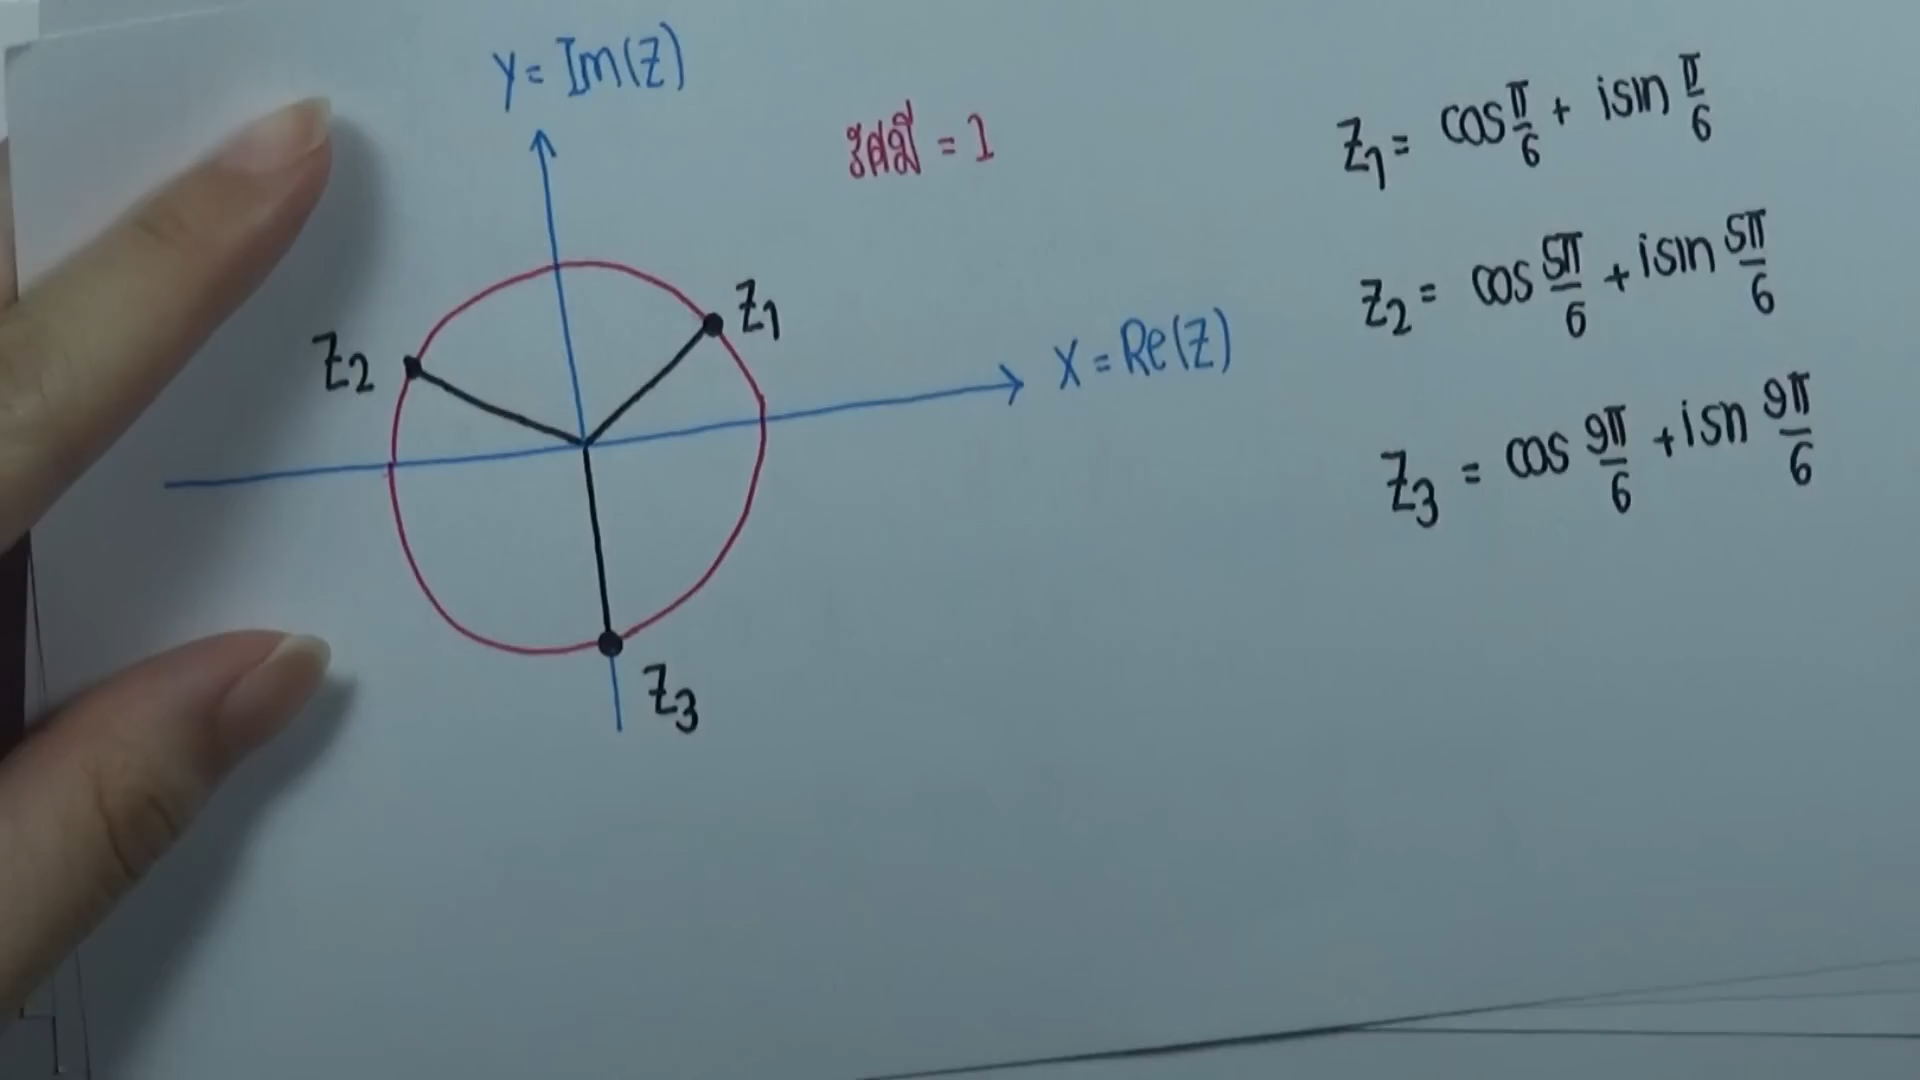 Y = Im(Z)
รัศมี = 1
X = Re(Z)
Z1
Z2
Z3
Z1 = cos π/6 + isin π/6
Z2 = cos 5π/6 + isin 5π/6
Z3 = cos 9π/6 + isn 9π/6